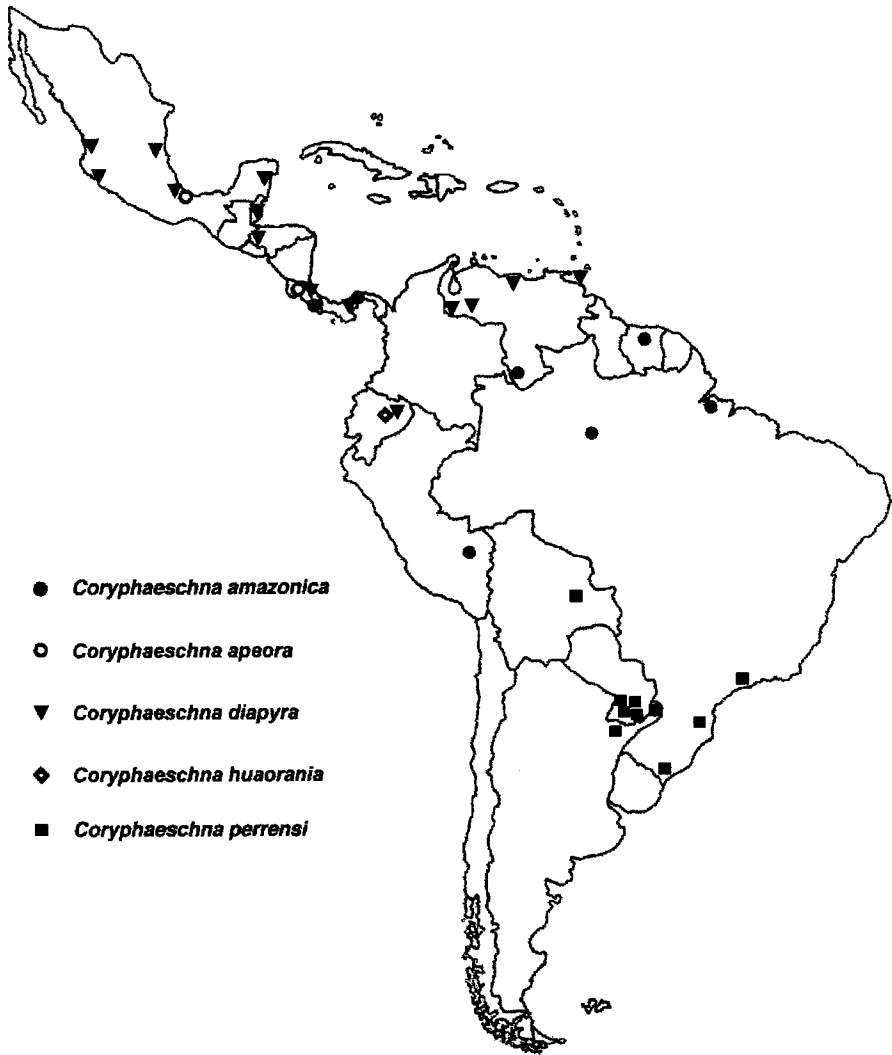 Coryphaeschna amazonica
Coryphaeschna apeora
Coryphaeschna diapyra
Coryphaeschna huaorania
Coryphaeschna perrensi